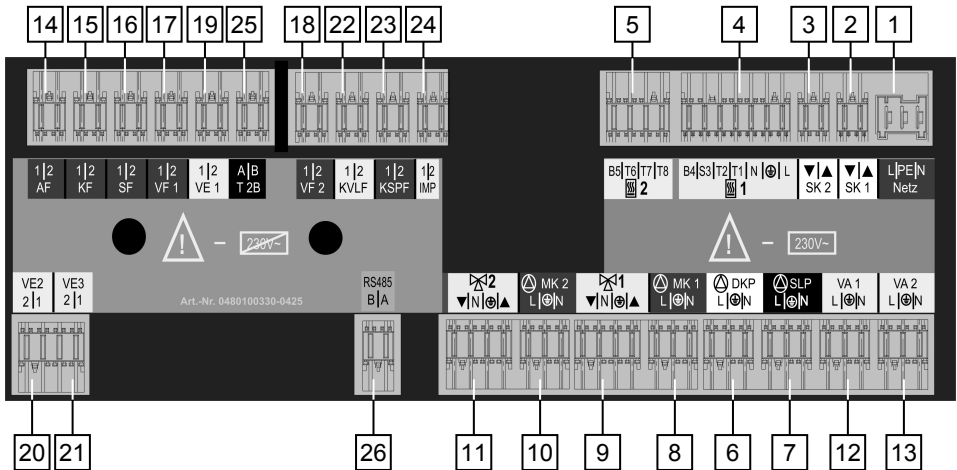 14 15 16 17 19 25 18 22 23 24 5 4 3 2 1
1|2 1|2 1|2 1|2 1|2 A|B 1|2 1|2 1|2 1|2 B5|T6|T7|T8 B4|S3|T2|T1|N| |L ▼|▲ ▼|▲ L|PE|N
AF KF SF VF 1 VE 1 T 2B VF 2 KVLF KSPF IMP 2 1 SK 2 SK 1 Netz
! – 230V~ ! – 230V~
VE2 VE3 RS485 2 MK 2 1 MK 1 DKP SLP VA 1 VA 2
2|1 2|1 B|A ▼|N| |▲ L| |N ▼|N| |▲ L| |N L| |N L| |N L| |N L| |N
Art.-Nr. 0480100330-0425
20 21 26 11 10 9 8 6 7 12 13